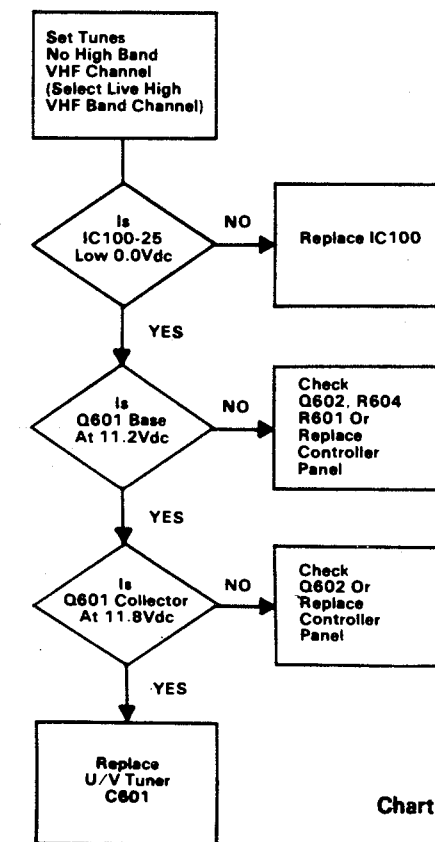 Set Tunes
No High Band
VHF Channel
(Select Live High
VHF Band Channel)
Is
IC100-25
Low 0.0Vdc
NO
Replace IC100
YES
Is
Q601 Base
At 11.2Vdc
NO
Check
Q602, R604
R601 Or
Replace
Controller
Panel
YES
Is
Q601 Collector
At 11.8Vdc
NO
Check
Q602 Or
Replace
Controller
Panel
YES
Replace
U/V Tuner
C601
Chart